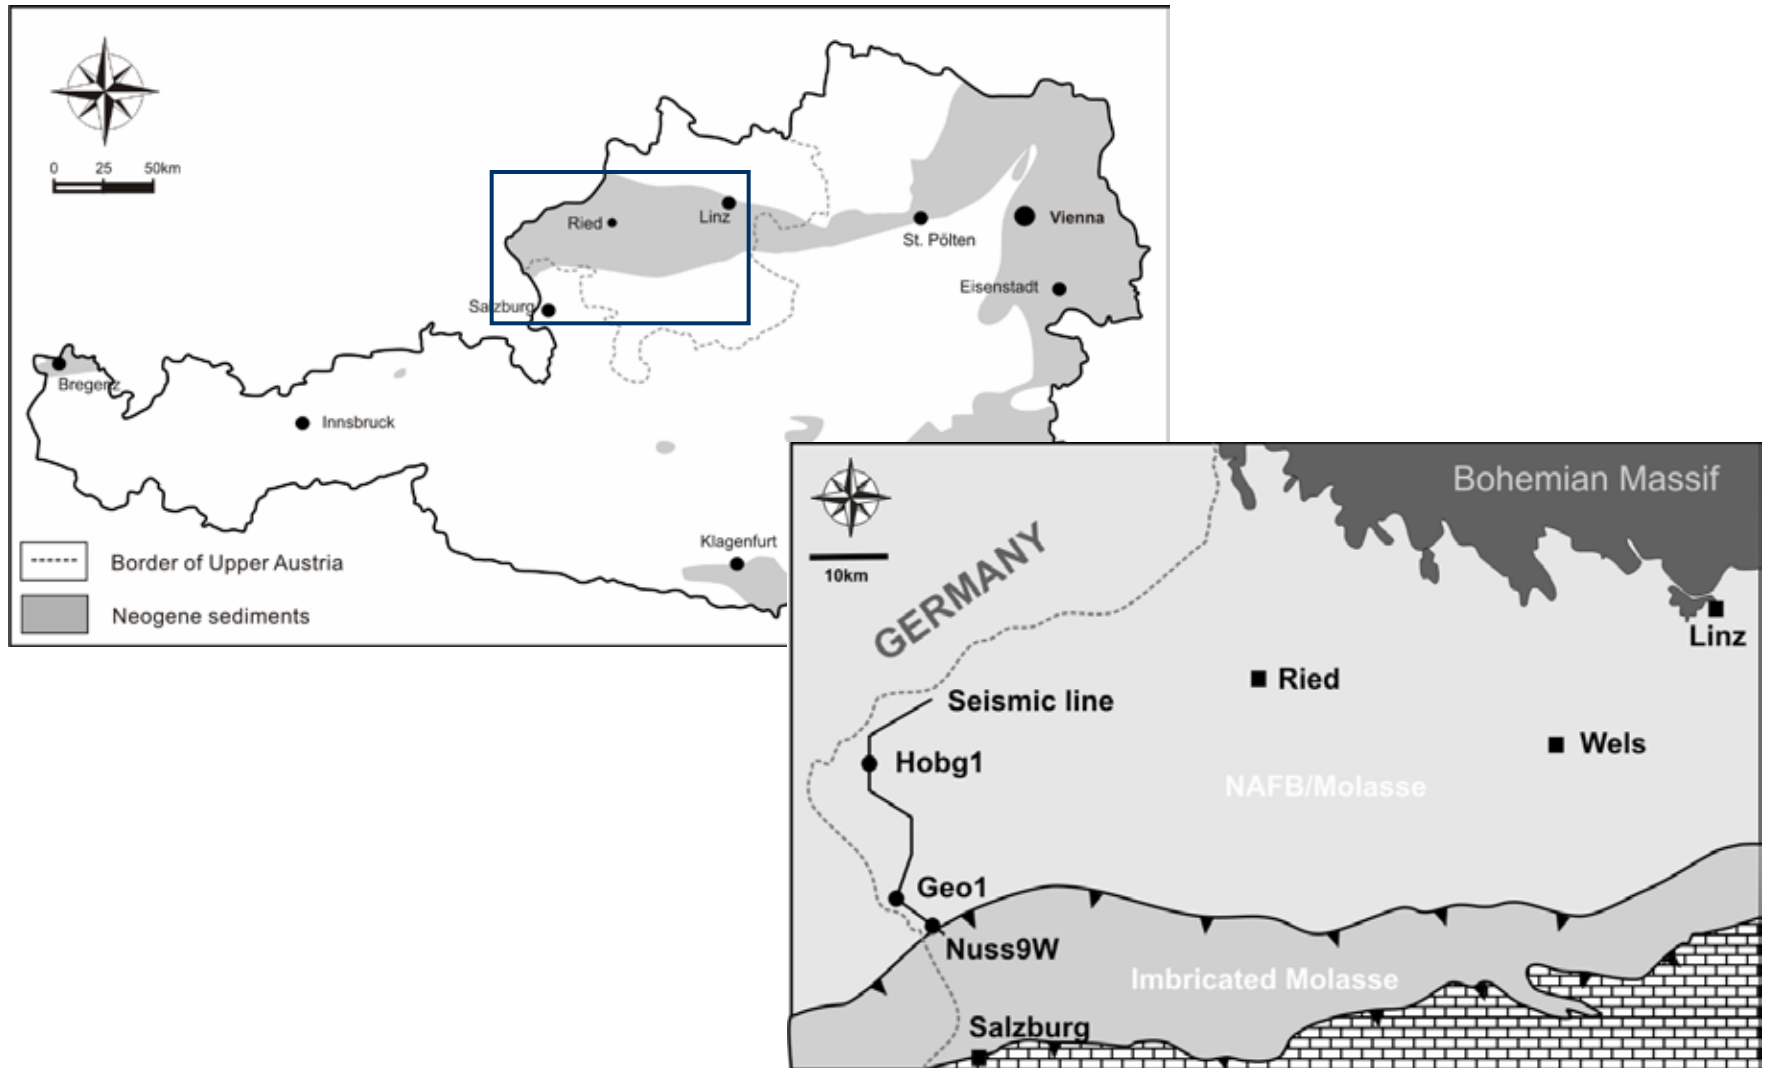 0 25 50km
Ried
Linz
St. Pölten
Vienna
Eisenstadt
Salzburg
Bregenz
Innsbruck
Klagenfurt
Border of Upper Austria
Neogene sediments
Bohemian Massif
10km
GERMANY
Linz
Ried
Seismic line
Wels
Hobg1
NAFB/Molasse
Geo1
Nuss9W
Imbricated Molasse
Salzburg